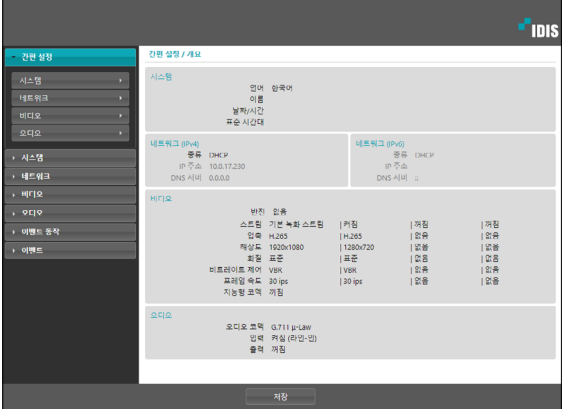 IDIS
간편 설정
시스템
네트워크
비디오
오디오
시스템
네트워크
비디오
오디오
이벤트 동작
이벤트
간편 설정 / 개요
시스템
언어 한국어
이름
날짜/시간
표준 시간대
네트워크 (IPv4)
종류 DHCP
IP 주소 10.0.17.230
DNS 서버 0.0.0.0
네트워크 (IPv6)
종류 DHCP
IP 주소
DNS 서버 ::
비디오
반전 없음
스트림 기본 녹화 스트림 |켜짐 |꺼짐 |꺼짐
압축 H.265 |H.265 |없음 |없음
해상도 1920x1080 |1280x720 |없음 |없음
화질 표준 |표준 |없음 |없음
비트레이트 제어 VBR |VBR |없음 |없음
프레임 속도 30 ips |30 ips |없음 |없음
지능형 코덱 꺼짐
오디오
오디오 코덱 G.711 μ-Law
입력 켜짐 (라인-인)
출력 꺼짐
저장